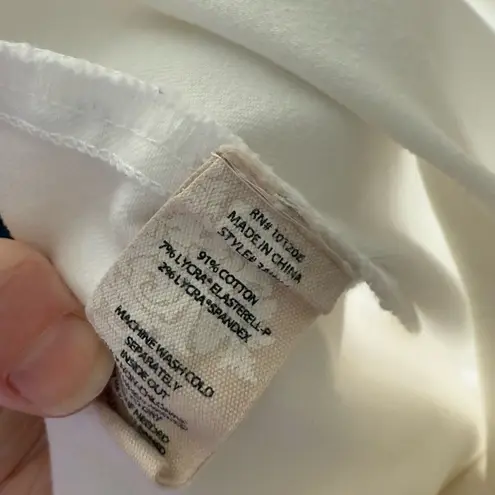 RN# 101206
MADE IN CHINA
STYLE#
91% COTTON
7% LYCRA® ELASTERELL-P
2% LYCRA® SPANDEX
MACHINE WASH COLD
SEPARATELY
INSIDE OUT